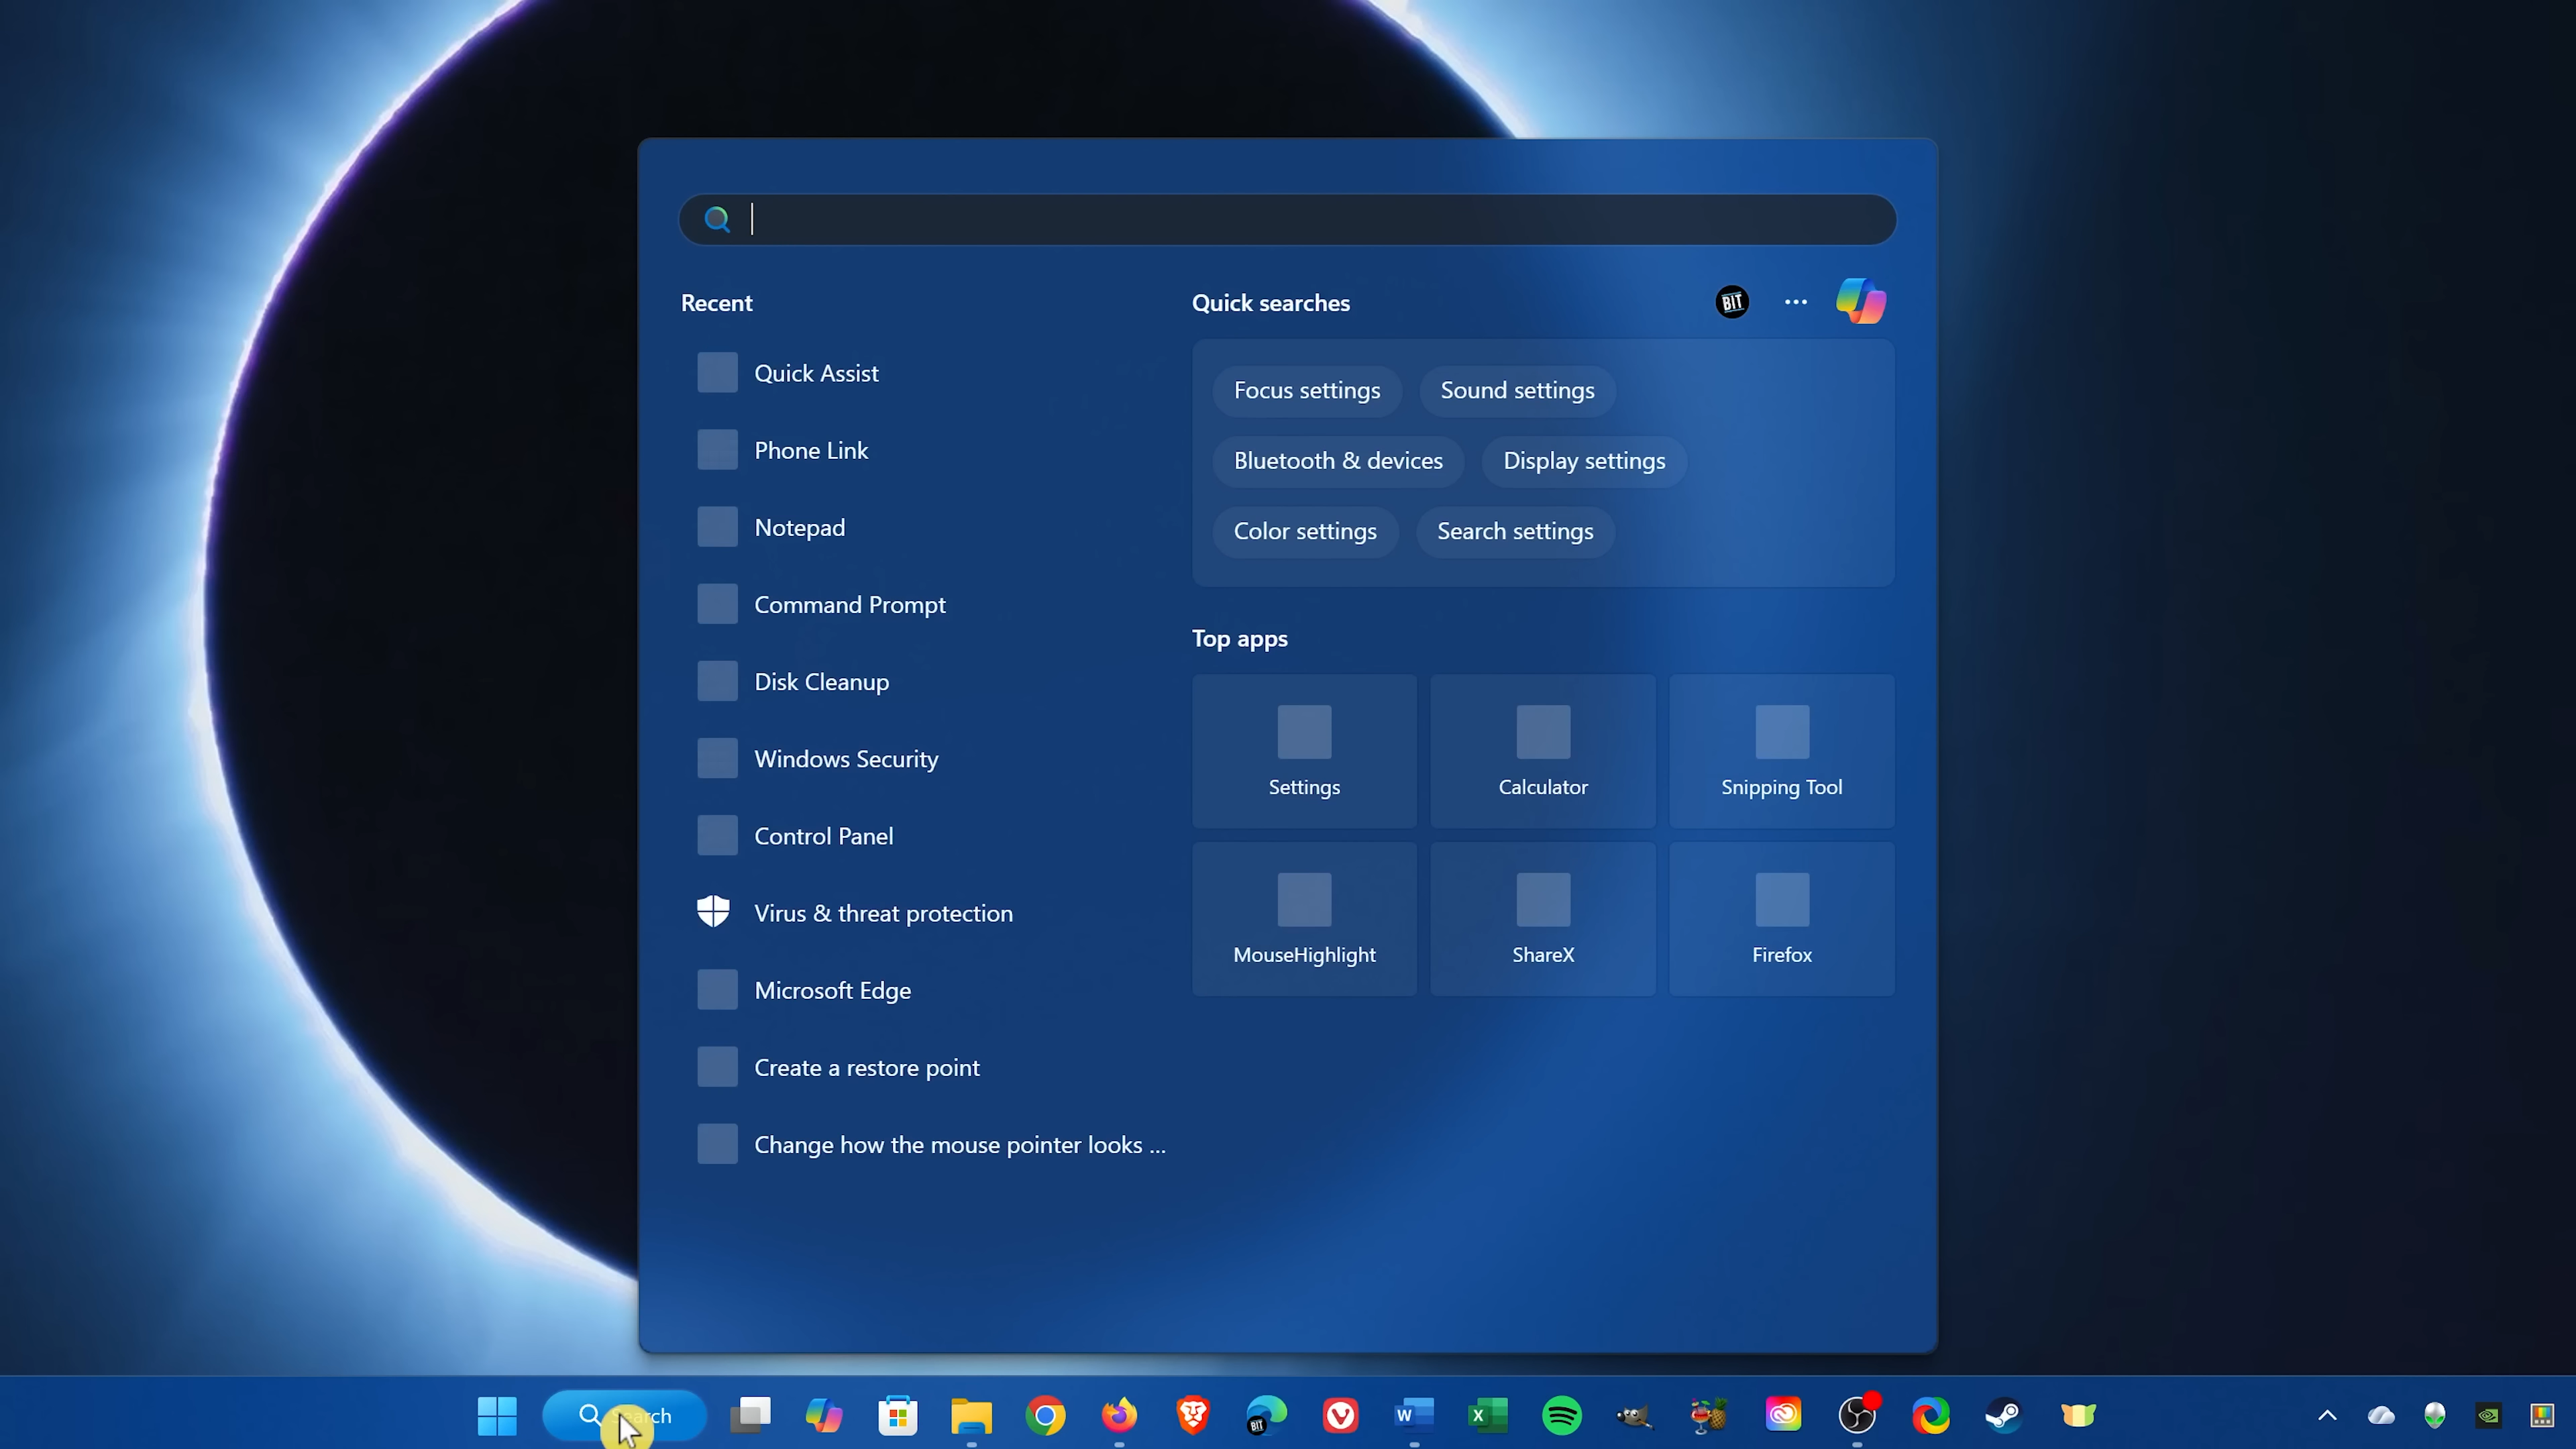 Recent
Quick Assist
Phone Link
Notepad
Command Prompt
Disk Cleanup
Windows Security
Control Panel
Virus & threat protection
Microsoft Edge
Create a restore point
Change how the mouse pointer looks ...
Quick searches
BIT
Focus settings
Sound settings
Bluetooth & devices
Display settings
Color settings
Search settings
Top apps
Settings
Calculator
Snipping Tool
MouseHighlight
ShareX
Firefox
BIT
W
X